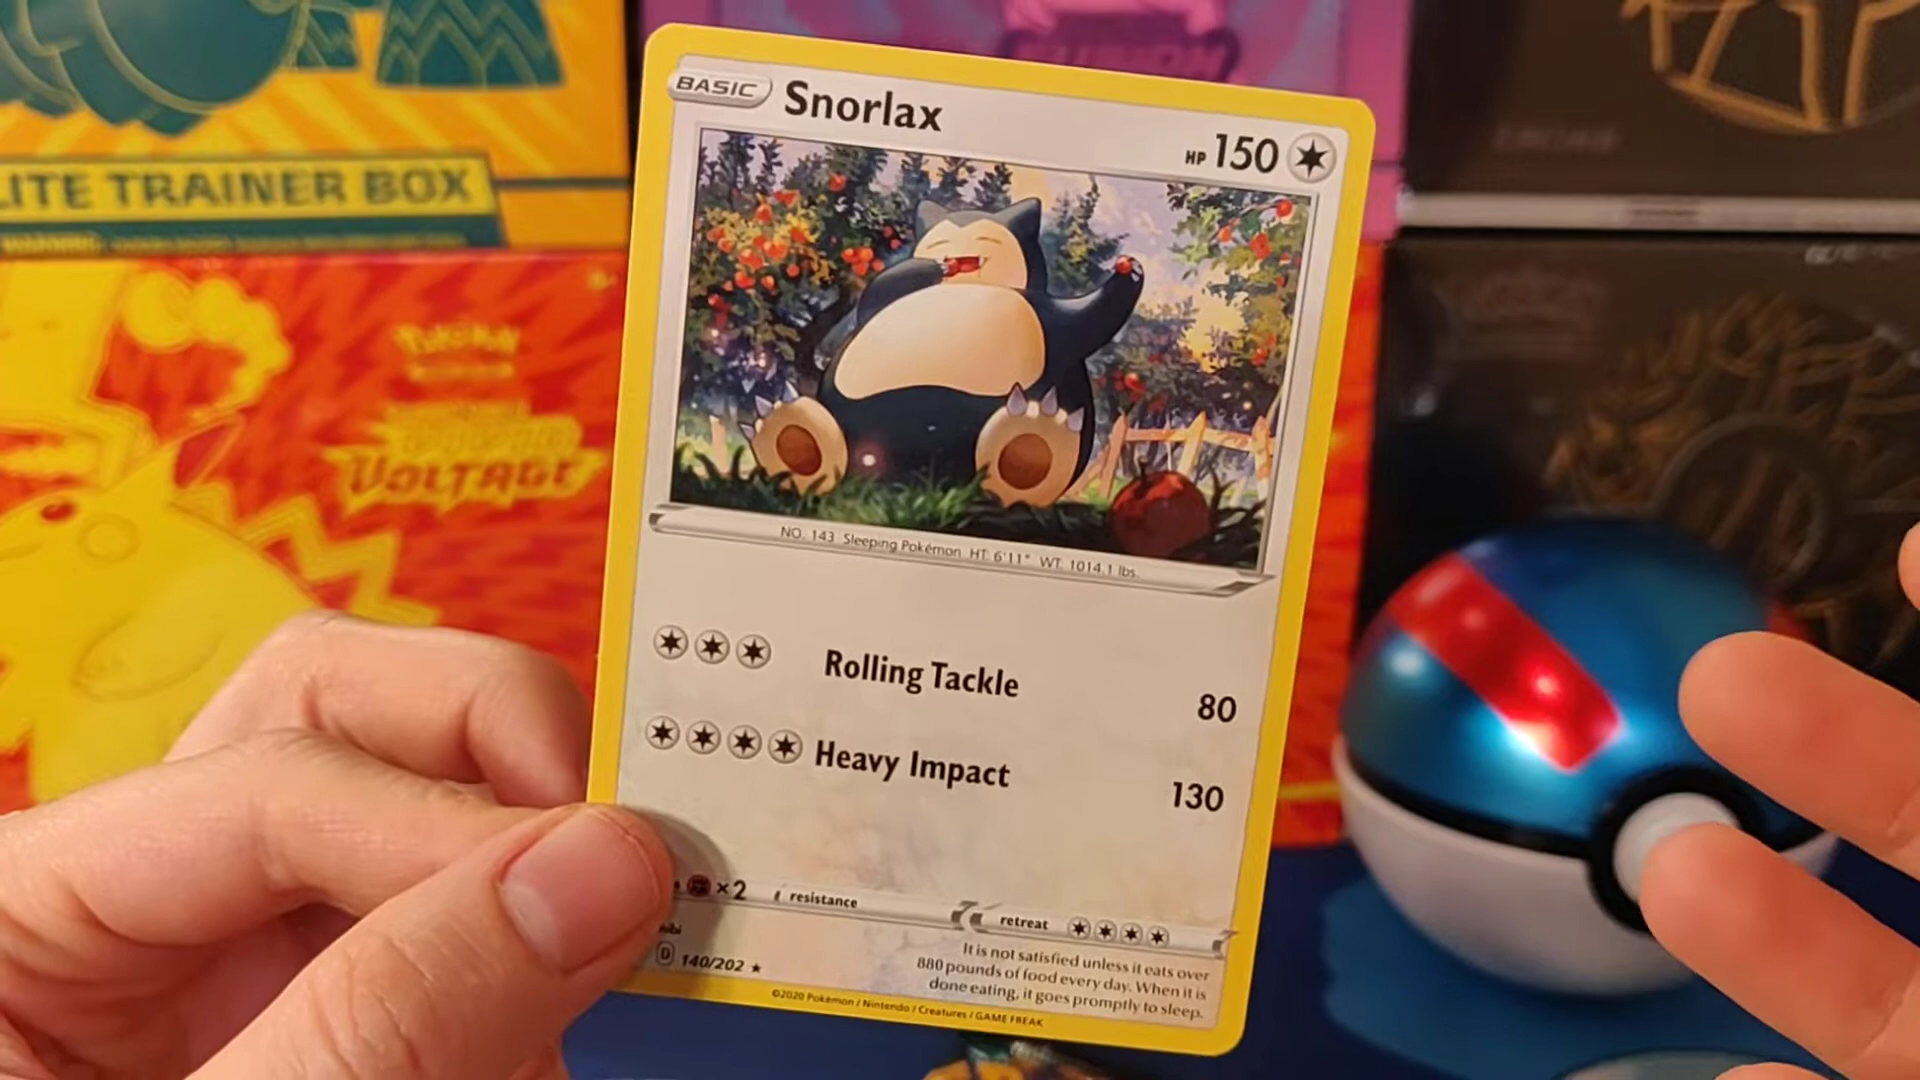 LITE TRAINER BOX
WARNING:
FUSION
VOLTAGE
BASIC Snorlax
HP 150
NO. 143 Sleeping Pokémon HT: 6'11" WT: 1014.1 lbs.
Rolling Tackle 80
Heavy Impact 130
×2 resistance retreat
It is not satisfied unless it eats over
880 pounds of food every day. When it is
done eating, it goes promptly to sleep.
D 140/202 ★
©2020 Pokémon / Nintendo / Creatures / GAME FREAK